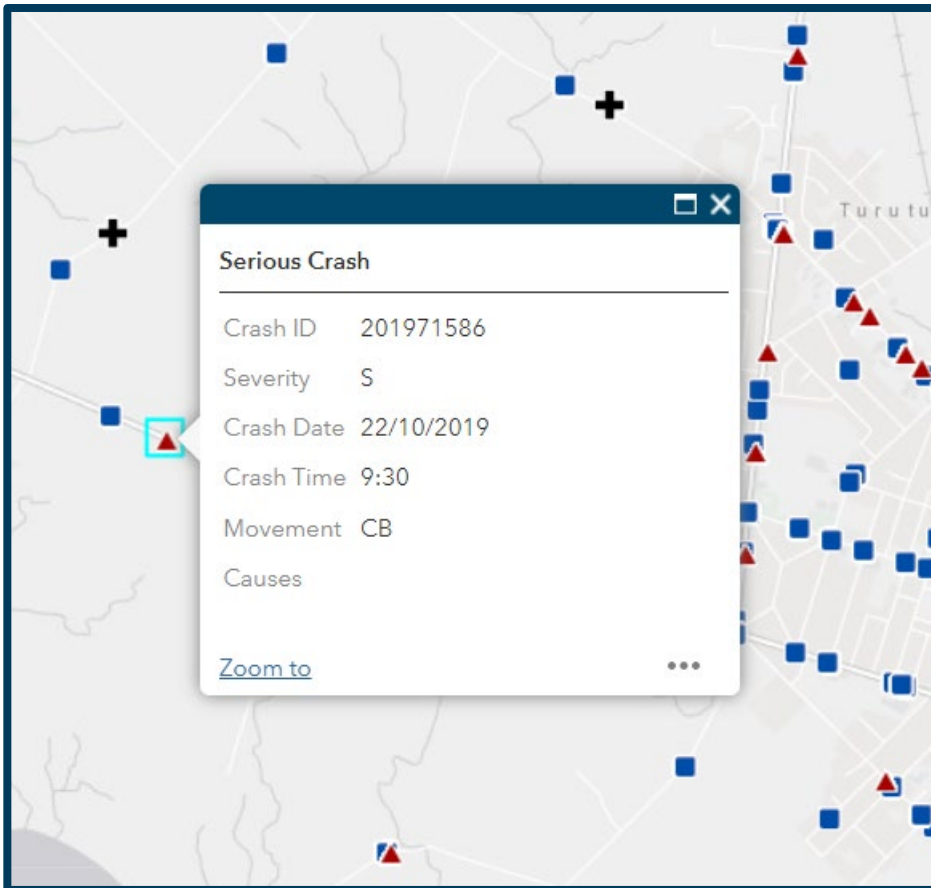 Turutu
Serious Crash
Crash ID 201971586
Severity S
Crash Date 22/10/2019
Crash Time 9:30
Movement CB
Causes
Zoom to